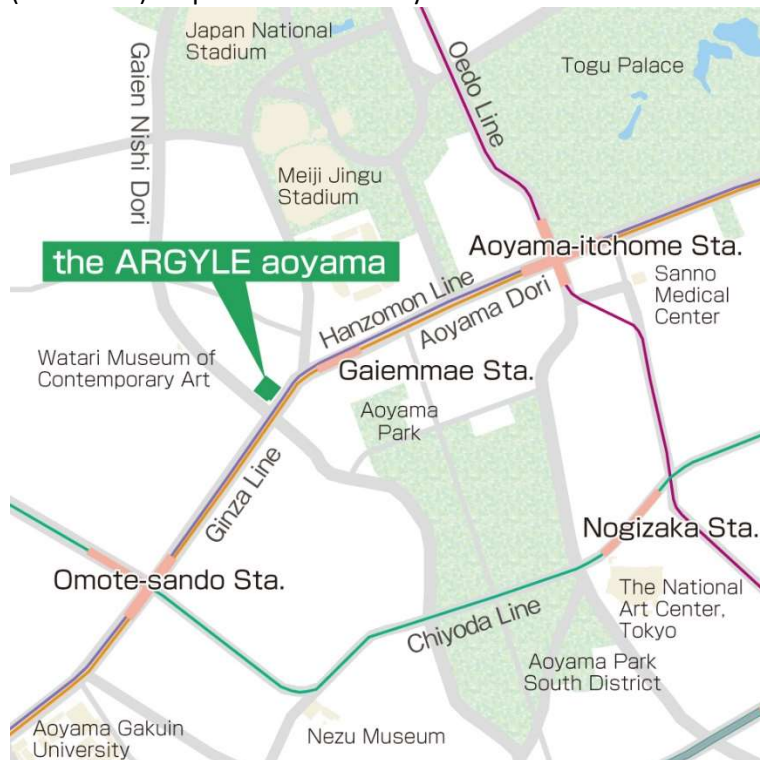 Japan National
Stadium
Gaien Nishi Dori
Oedo Line
Togu Palace
Meiji Jingu
Stadium
the ARGYLE aoyama
Aoyama-itchome Sta.
Hanzomon Line
Aoyama Dori
Sanno
Medical
Center
Watari Museum of
Contemporary Art
Gaiemmae Sta.
Aoyama
Park
Ginza Line
Nogizaka Sta.
Omote-sando Sta.
The National
Art Center,
Tokyo
Chiyoda Line
Aoyama Park
South District
Aoyama Gakuin
University
Nezu Museum